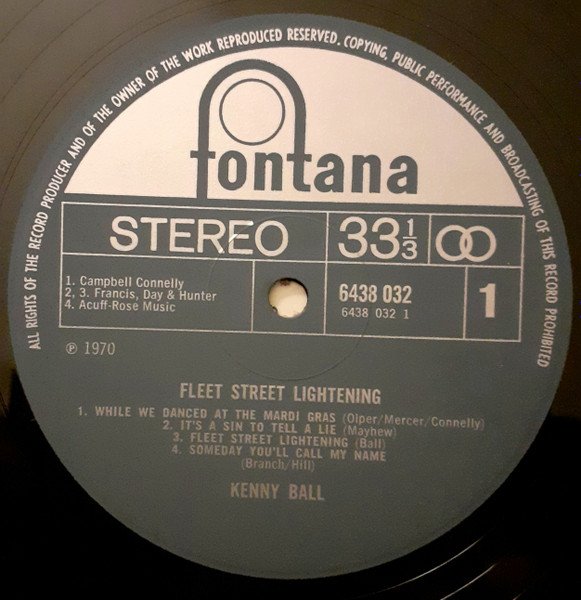 ALL RIGHTS OF THE RECORD PRODUCER AND OF THE OWNER OF THE WORK REPRODUCED RESERVED. COPYING, PUBLIC PERFORMANCE AND BROADCASTING OF THIS RECORD PROHIBITED
fontana
STEREO
33 1/3
1. Campbell Connelly
2, 3. Francis, Day & Hunter
4. Acuff-Rose Music
6438 032
6438 032 1
1
℗ 1970
FLEET STREET LIGHTENING
1. WHILE WE DANCED AT THE MARDI GRAS (Olper/Mercer/Connelly)
2. IT'S A SIN TO TELL A LIE (Mayhew)
3. FLEET STREET LIGHTENING (Ball)
4. SOMEDAY YOU'LL CALL MY NAME
(Branch/Hill)
KENNY BALL